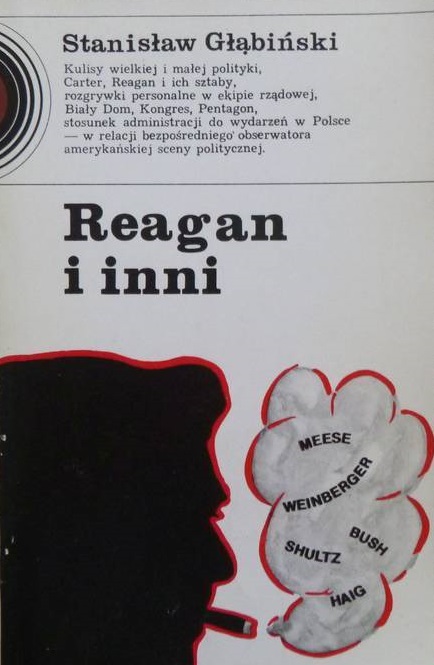 Stanisław Głąbiński
Kulisy wielkiej i małej polityki,
Carter, Reagan i ich sztaby,
rozgrywki personalne w ekipie rządowej,
Biały Dom, Kongres, Pentagon,
stosunek administracji do wydarzeń w Polsce
— w relacji bezpośredniego obserwatora
amerykańskiej sceny politycznej.
Reagan
i inni
MEESE
WEINBERGER
BUSH
SHULTZ
HAIG